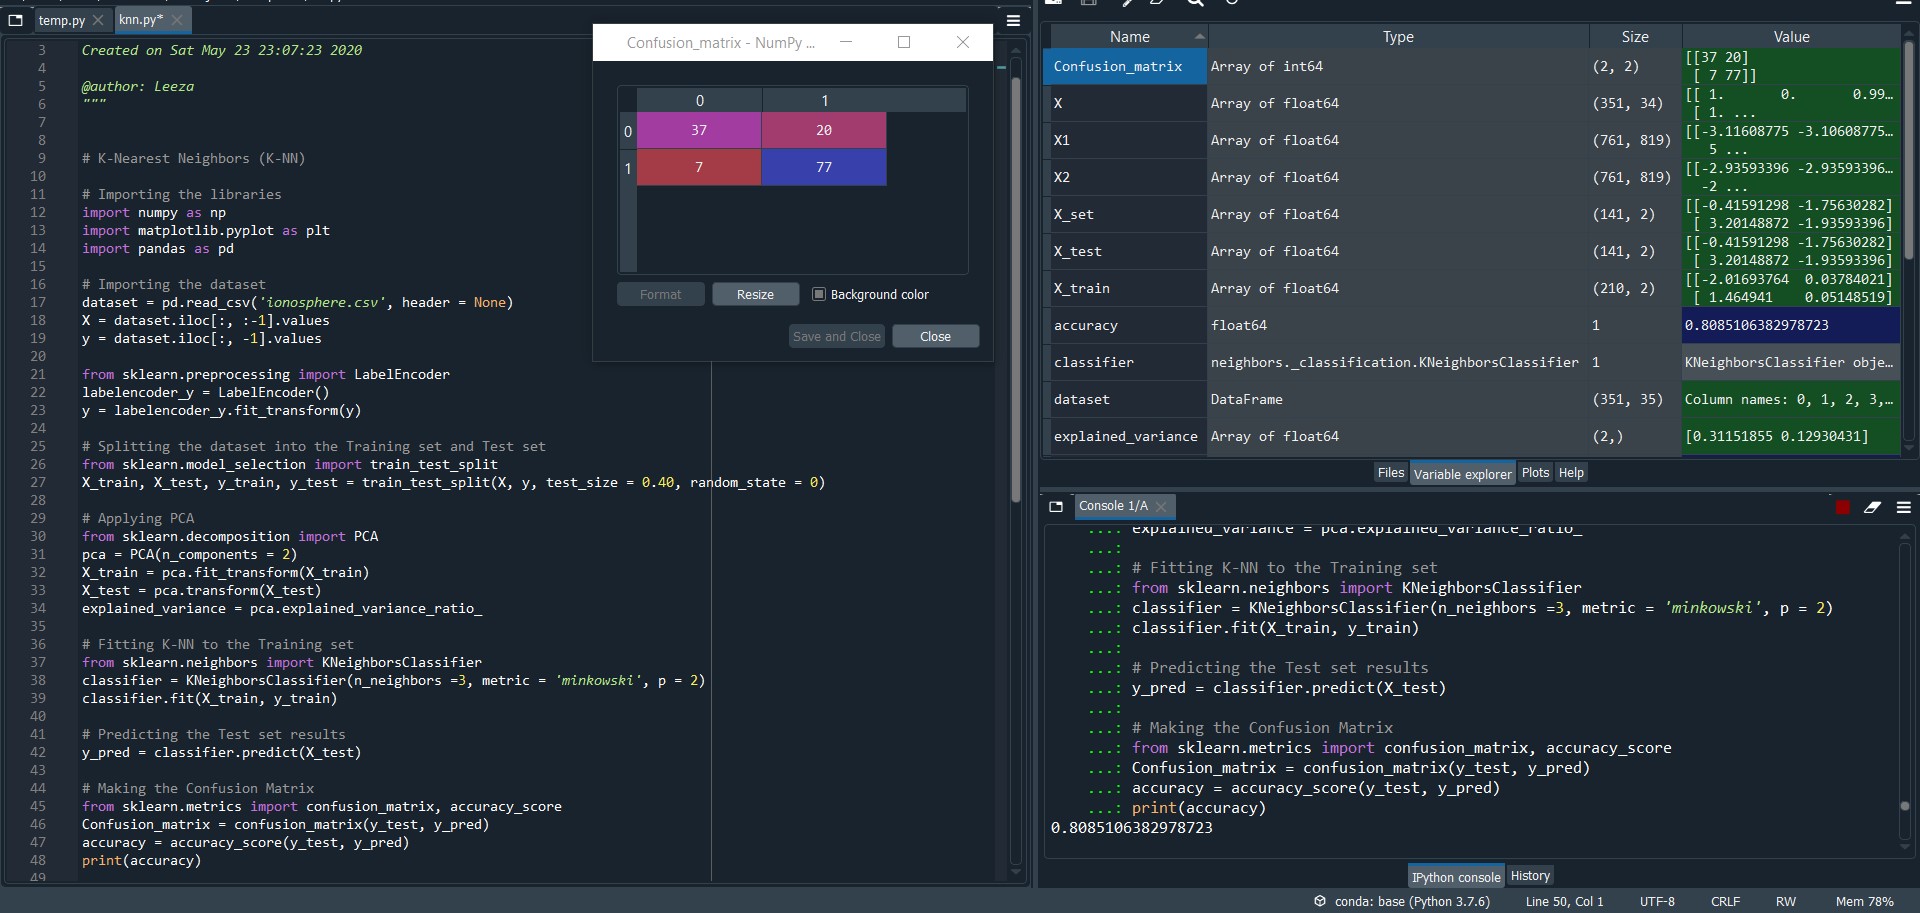 temp.py
knn.py*
3 Created on Sat May 23 23:07:23 2020
4
5 @author: Leeza
6 """
7
8
9 # K-Nearest Neighbors (K-NN)
10
11 # Importing the libraries
12 import numpy as np
13 import matplotlib.pyplot as plt
14 import pandas as pd
15
16 # Importing the dataset
17 dataset = pd.read_csv('ionosphere.csv', header = None)
18 X = dataset.iloc[:, :-1].values
19 y = dataset.iloc[:, -1].values
20
21 from sklearn.preprocessing import LabelEncoder
22 labelencoder_y = LabelEncoder()
23 y = labelencoder_y.fit_transform(y)
24
25 # Splitting the dataset into the Training set and Test set
26 from sklearn.model_selection import train_test_split
27 X_train, X_test, y_train, y_test = train_test_split(X, y, test_size = 0.40, random_state = 0)
28
29 # Applying PCA
30 from sklearn.decomposition import PCA
31 pca = PCA(n_components = 2)
32 X_train = pca.fit_transform(X_train)
33 X_test = pca.transform(X_test)
34 explained_variance = pca.explained_variance_ratio_
35
36 # Fitting K-NN to the Training set
37 from sklearn.neighbors import KNeighborsClassifier
38 classifier = KNeighborsClassifier(n_neighbors =3, metric = 'minkowski', p = 2)
39 classifier.fit(X_train, y_train)
40
41 # Predicting the Test set results
42 y_pred = classifier.predict(X_test)
43
44 # Making the Confusion Matrix
45 from sklearn.metrics import confusion_matrix, accuracy_score
46 Confusion_matrix = confusion_matrix(y_test, y_pred)
47 accuracy = accuracy_score(y_test, y_pred)
48 print(accuracy)
49
Confusion_matrix - NumPy ...
0 1
0 37 20
1 7 77
Format Resize Background color
Save and Close Close
Name Type Size Value
Confusion_matrix Array of int64 (2, 2) [[37 20]
[ 7 77]]
X Array of float64 (351, 34) [[ 1. 0. 0.99…
[ 1. ...
X1 Array of float64 (761, 819) [[-3.11608775 -3.10608775…
5 ...
X2 Array of float64 (761, 819) [[-2.93593396 -2.93593396…
-2 ...
X_set Array of float64 (141, 2) [[-0.41591298 -1.75630282]
[ 3.20148872 -1.93593396]
X_test Array of float64 (141, 2) [[-0.41591298 -1.75630282]
[ 3.20148872 -1.93593396]
X_train Array of float64 (210, 2) [[-2.01693764 0.03784021]
[ 1.464941 0.05148519]
accuracy float64 1 0.8085106382978723
classifier neighbors._classification.KNeighborsClassifier 1 KNeighborsClassifier obje…
dataset DataFrame (351, 35) Column names: 0, 1, 2, 3,…
explained_variance Array of float64 (2,) [0.31151855 0.12930431]
Files Variable explorer Plots Help
Console 1/A
...: explained_variance = pca.explained_variance_ratio_
...:
...: # Fitting K-NN to the Training set
...: from sklearn.neighbors import KNeighborsClassifier
...: classifier = KNeighborsClassifier(n_neighbors =3, metric = 'minkowski', p = 2)
...: classifier.fit(X_train, y_train)
...:
...: # Predicting the Test set results
...: y_pred = classifier.predict(X_test)
...:
...: # Making the Confusion Matrix
...: from sklearn.metrics import confusion_matrix, accuracy_score
...: Confusion_matrix = confusion_matrix(y_test, y_pred)
...: accuracy = accuracy_score(y_test, y_pred)
...: print(accuracy)
0.8085106382978723
IPython console History
conda: base (Python 3.7.6) Line 50, Col 1 UTF-8 CRLF RW Mem 78%